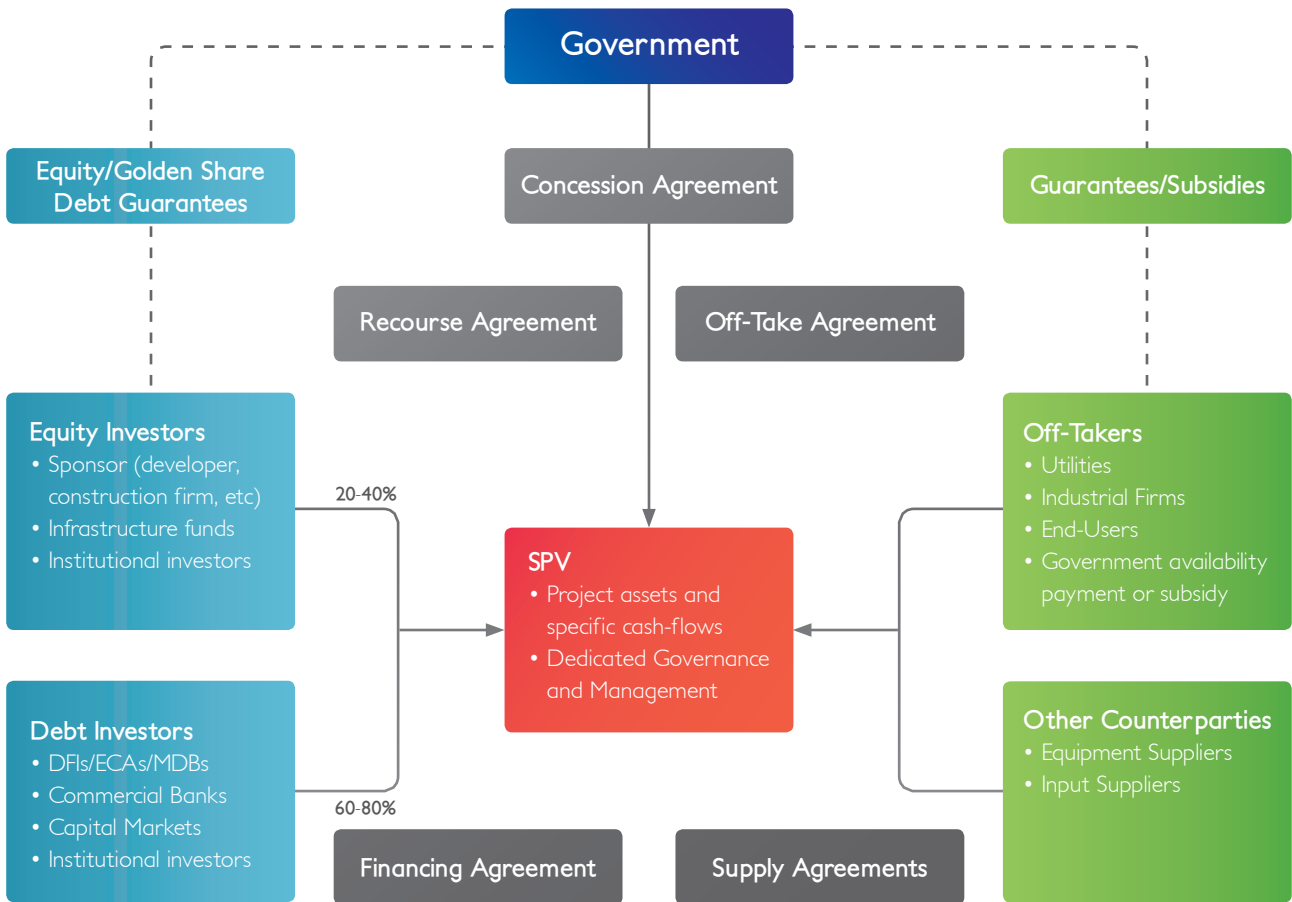 Government
Equity/Golden Share
Debt Guarantees
Concession Agreement
Guarantees/Subsidies
Recourse Agreement
Off-Take Agreement
Equity Investors
• Sponsor (developer,
construction firm, etc)
• Infrastructure funds
• Institutional investors
20-40%
Off-Takers
• Utilities
• Industrial Firms
• End-Users
• Government availability
payment or subsidy
SPV
• Project assets and
specific cash-flows
• Dedicated Governance
and Management
Debt Investors
• DFIs/ECAs/MDBs
• Commercial Banks
• Capital Markets
• Institutional investors
60-80%
Other Counterparties
• Equipment Suppliers
• Input Suppliers
Financing Agreement
Supply Agreements